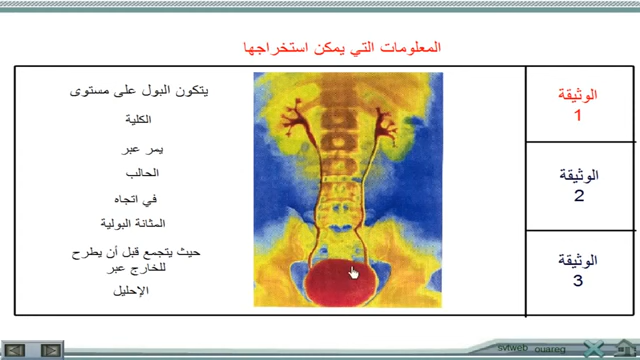 المعلومات التي يمكن استخراجها
الوثيقة
1
يتكون البول على مستوى
الكلية
يمر عبر
الحالب
في اتجاه
المثانة البولية
حيث يتجمع قبل أن يطرح
للخارج عبر
الإحليل
الوثيقة
2
الوثيقة
3
svtweb ouareg